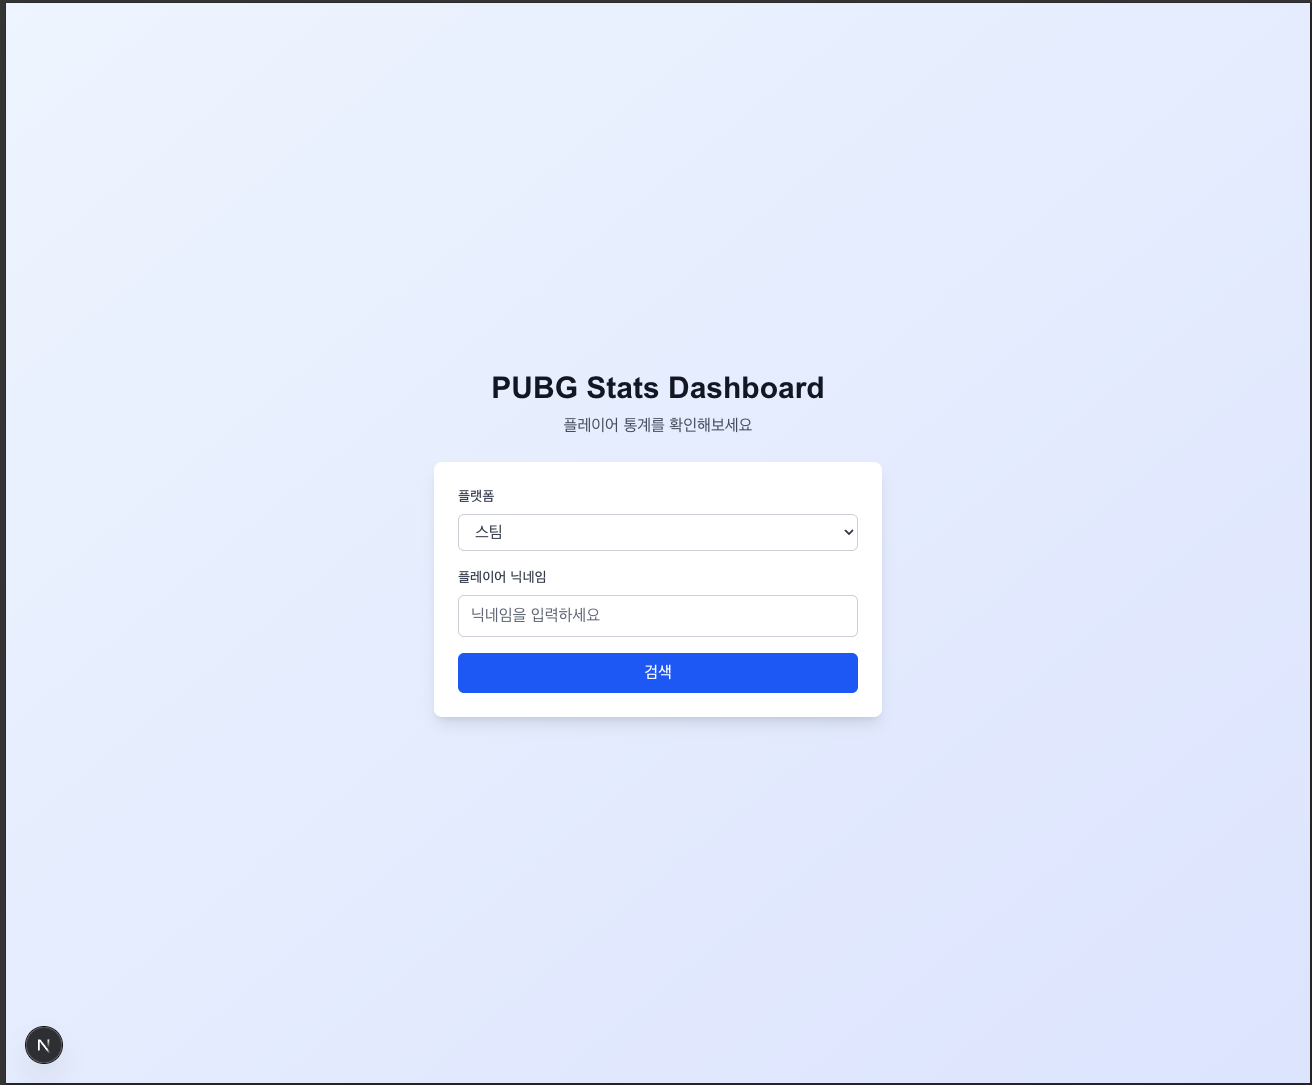 PUBG Stats Dashboard
플레이어 통계를 확인해보세요
플랫폼
스팀
플레이어 닉네임
닉네임을 입력하세요
검색
N